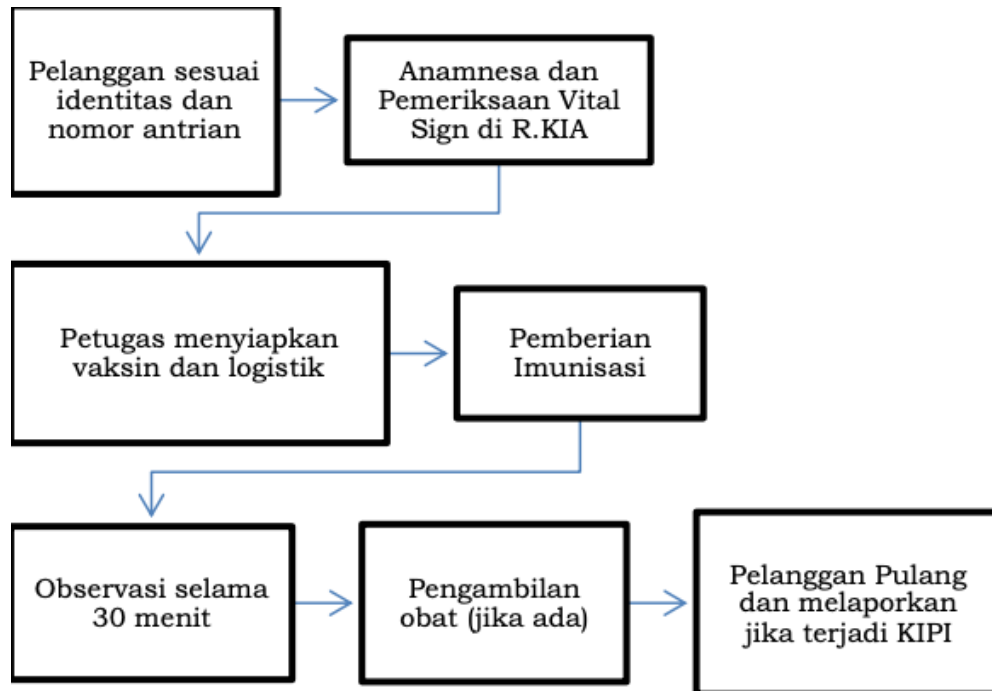 Pelanggan sesuai
identitas dan
nomor antrian
Anamnesa dan
Pemeriksaan Vital
Sign di R.KIA
Petugas menyiapkan
vaksin dan logistik
Pemberian
Imunisasi
Observasi selama
30 menit
Pengambilan
obat (jika ada)
Pelanggan Pulang
dan melaporkan
jika terjadi KIPI